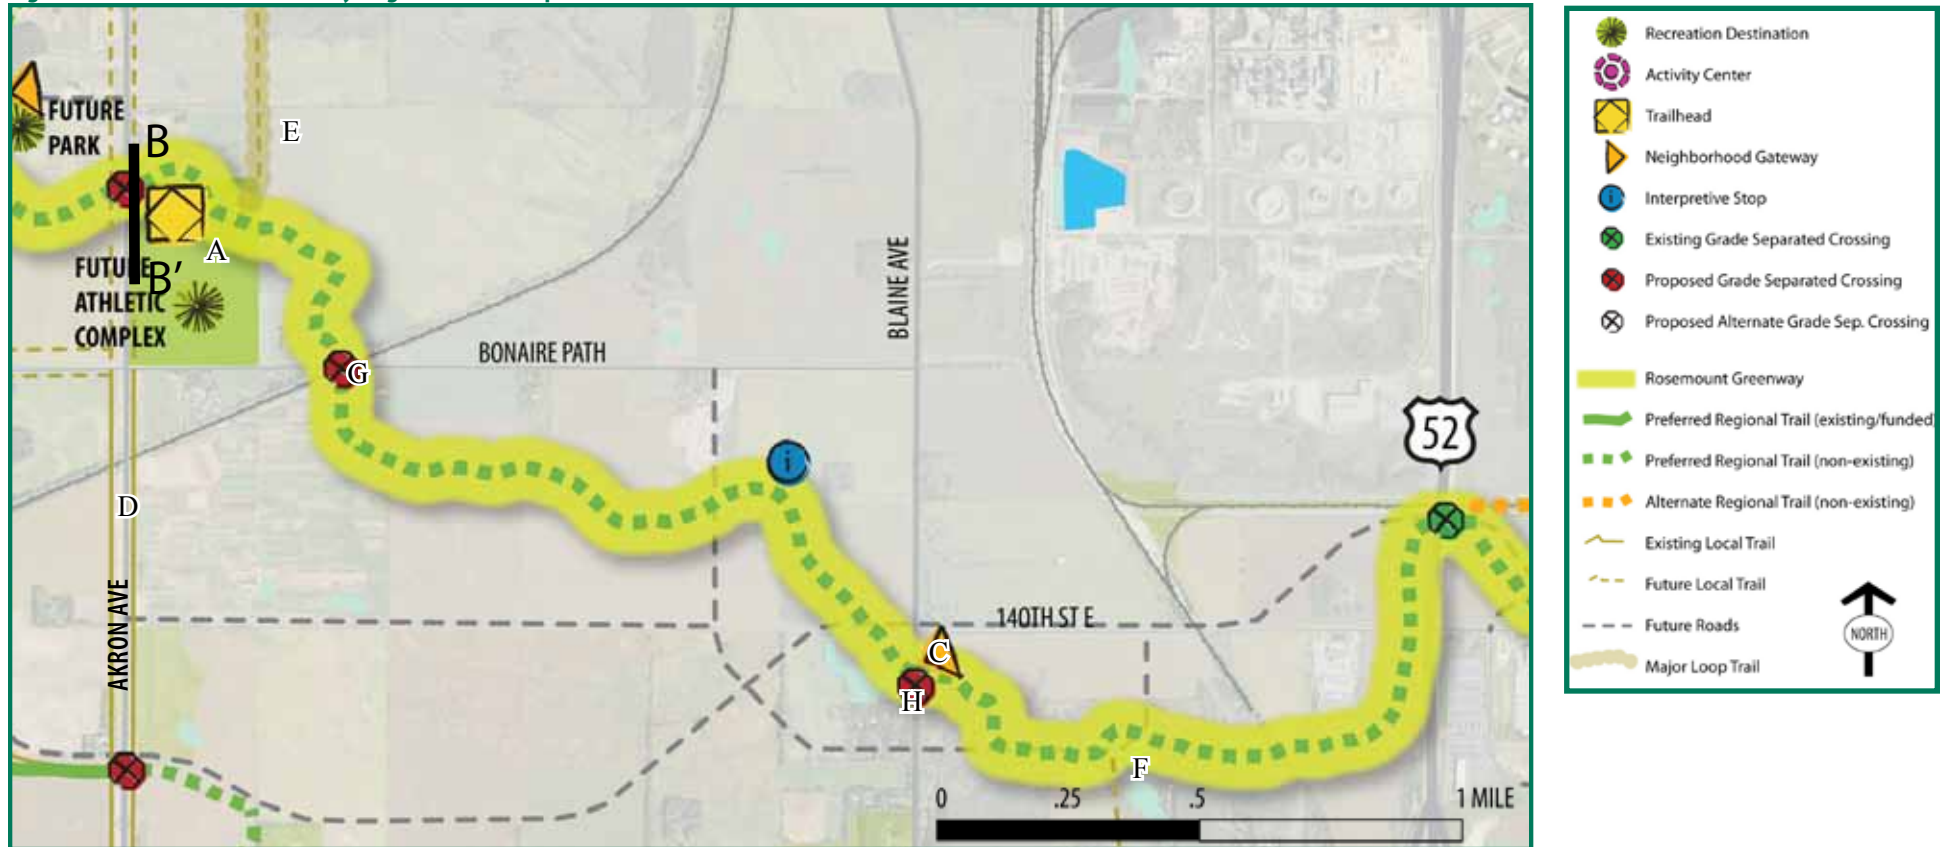 FUTURE
PARK
B
E
A
B'
FUTURE
ATHLETIC
COMPLEX
G
BONAIRE PATH
BLAINE AVE
52
i
D
AKRON AVE
140TH ST E
C
H
F
0 .25 .5 1 MILE
Recreation Destination
Activity Center
Trailhead
Neighborhood Gateway
i Interpretive Stop
Existing Grade Separated Crossing
Proposed Grade Separated Crossing
Proposed Alternate Grade Sep. Crossing
Rosemount Greenway
Preferred Regional Trail (existing/funded)
Preferred Regional Trail (non-existing)
Alternate Regional Trail (non-existing)
Existing Local Trail
Future Local Trail
Future Roads
Major Loop Trail
NORTH